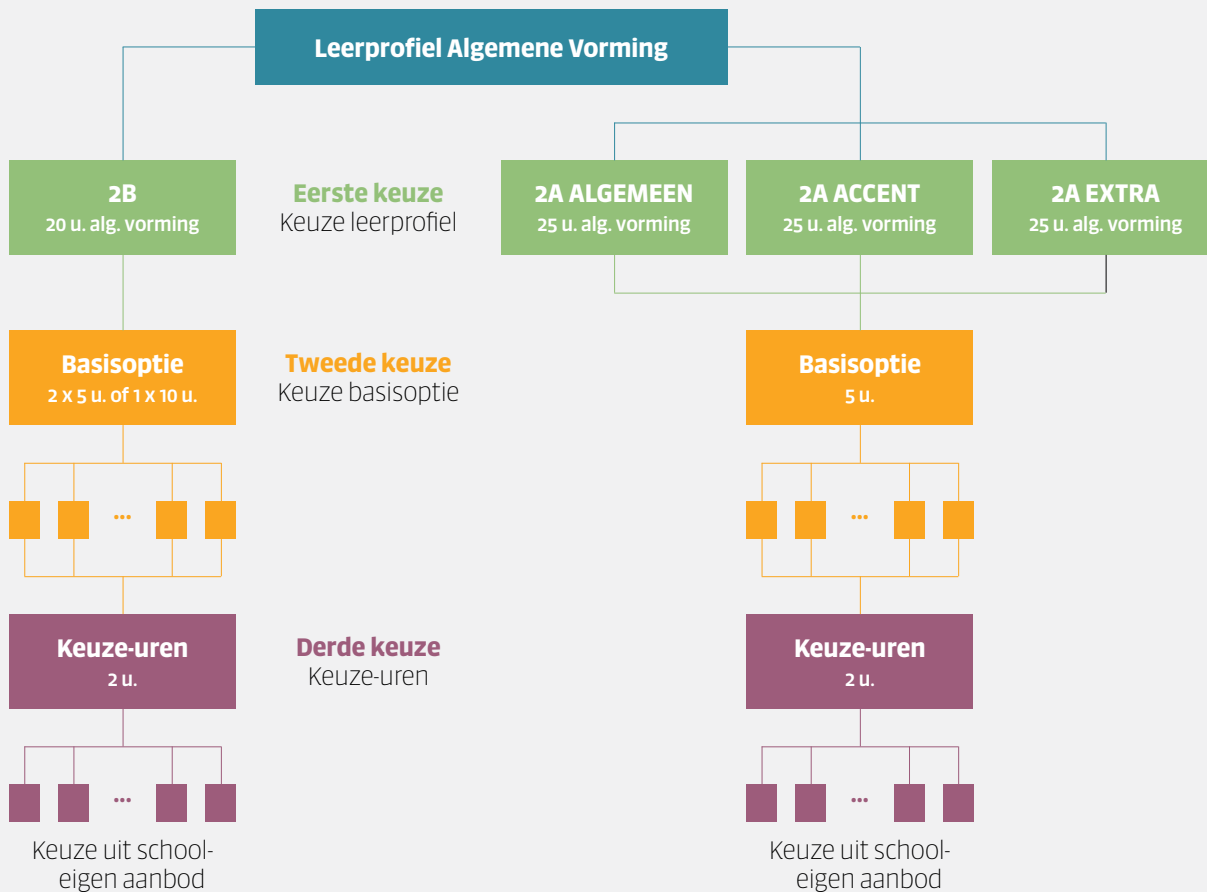 Leerprofiel Algemene Vorming
2B
20 u. alg. vorming
Eerste keuze
Keuze leerprofiel
2A ALGEMEEN
25 u. alg. vorming
2A ACCENT
25 u. alg. vorming
2A EXTRA
25 u. alg. vorming
Basisoptie
2 x 5 u. of 1 x 10 u.
Tweede keuze
Keuze basisoptie
Basisoptie
5 u.
...
...
Keuze-uren
2 u.
Derde keuze
Keuze-uren
Keuze-uren
2 u.
...
...
Keuze uit school-
eigen aanbod
Keuze uit school-
eigen aanbod